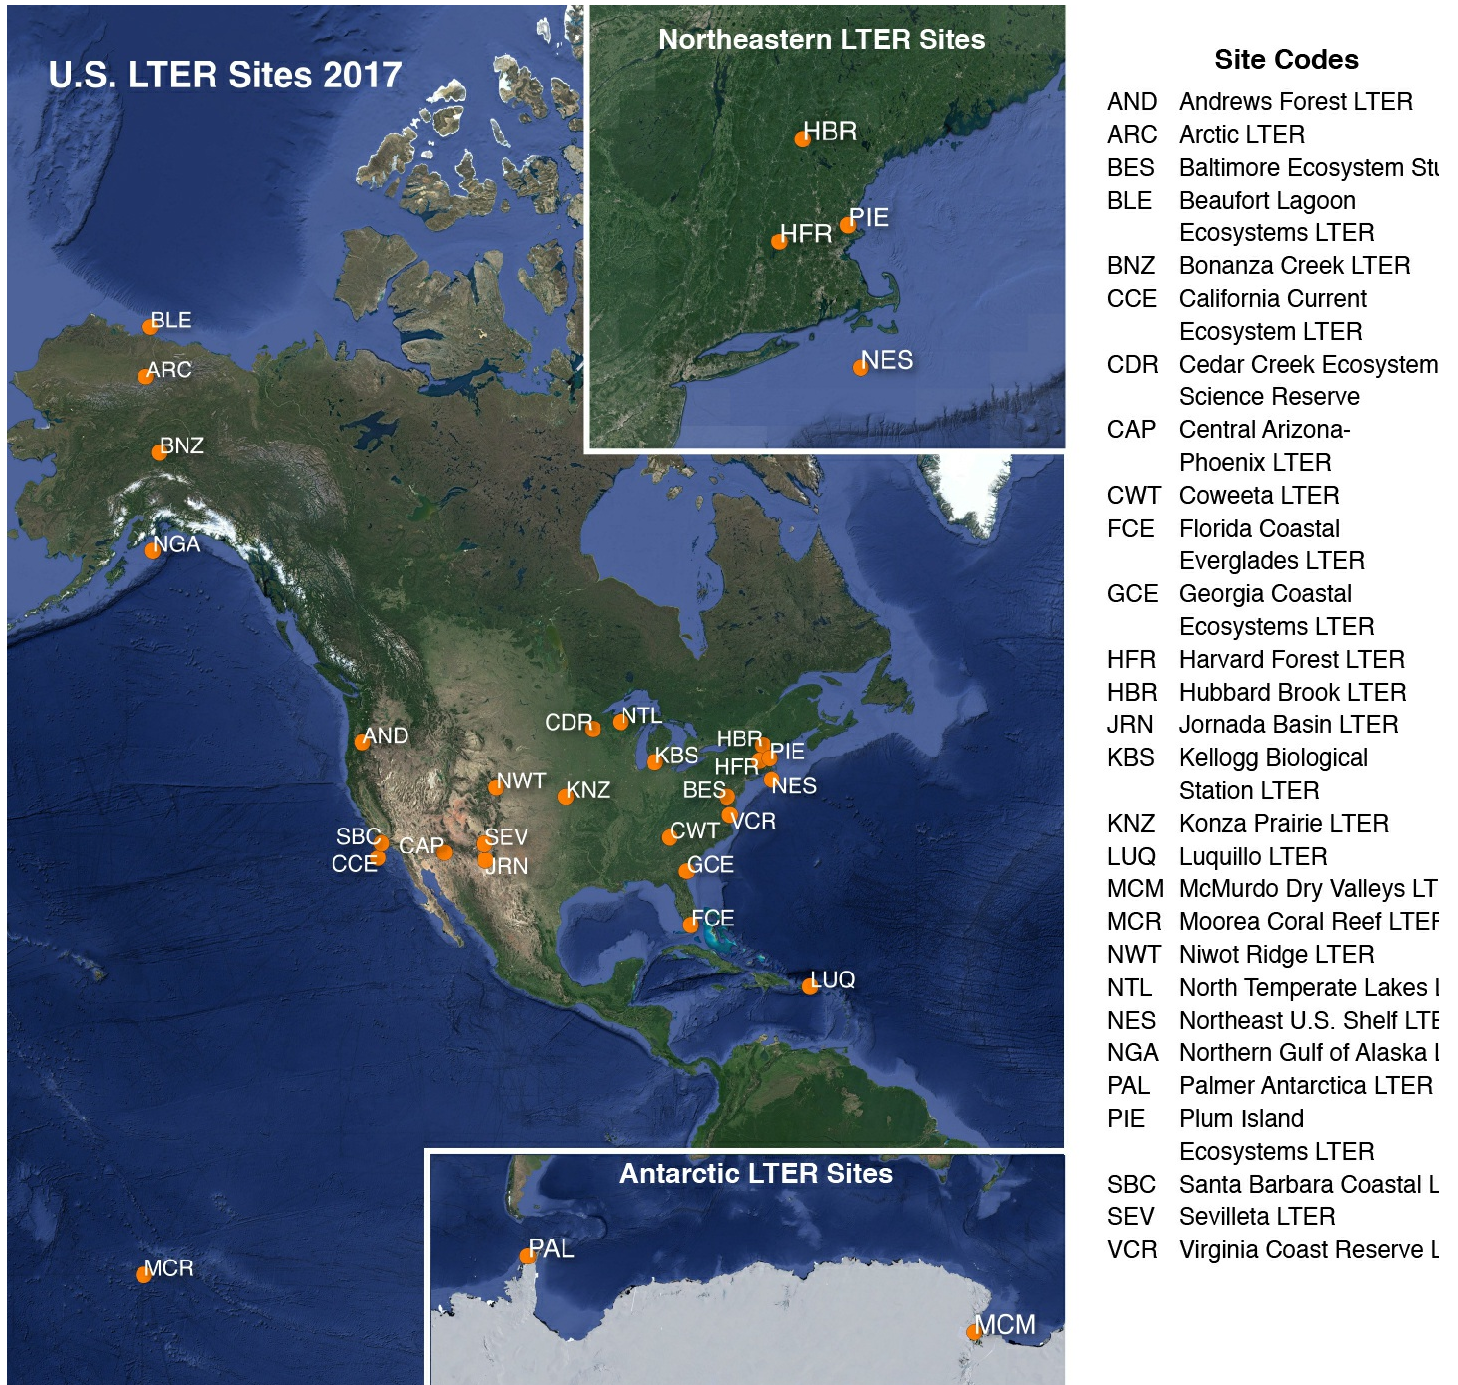 U.S. LTER Sites 2017
Northeastern LTER Sites
HBR
PIE
HFR
NES
BLE
ARC
BNZ
NGA
CDR
NTL
AND
HBR
PIE
KBS
HFR
NWT
NES
KNZ
BES
VCR
CWT
SBC
SEV
CAP
CCE
JRN
GCE
FCE
LUQ
MCR
Antarctic LTER Sites
PAL
MCM
Site Codes
AND Andrews Forest LTER
ARC Arctic LTER
BES Baltimore Ecosystem Stu
BLE Beaufort Lagoon
Ecosystems LTER
BNZ Bonanza Creek LTER
CCE California Current
Ecosystem LTER
CDR Cedar Creek Ecosystem
Science Reserve
CAP Central Arizona-
Phoenix LTER
CWT Coweeta LTER
FCE Florida Coastal
Everglades LTER
GCE Georgia Coastal
Ecosystems LTER
HFR Harvard Forest LTER
HBR Hubbard Brook LTER
JRN Jornada Basin LTER
KBS Kellogg Biological
Station LTER
KNZ Konza Prairie LTER
LUQ Luquillo LTER
MCM McMurdo Dry Valleys LT
MCR Moorea Coral Reef LTER
NWT Niwot Ridge LTER
NTL North Temperate Lakes L
NES Northeast U.S. Shelf LTE
NGA Northern Gulf of Alaska L
PAL Palmer Antarctica LTER
PIE Plum Island
Ecosystems LTER
SBC Santa Barbara Coastal L
SEV Sevilleta LTER
VCR Virginia Coast Reserve L